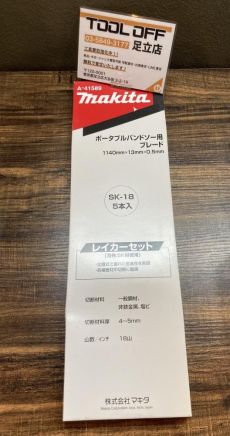 TOOL OFF
03-5849-3177 足立店
A-41589
makita
ポータブルバンドソー用
ブレード
1140mm×13mm×0.5mm
SK-18
5本入
レイカーセット
切断材料 一般鋼材、
非鉄金属、塩ビ
切断材料厚 4〜5mm
山数 インチ 18山
株式会社マキタ